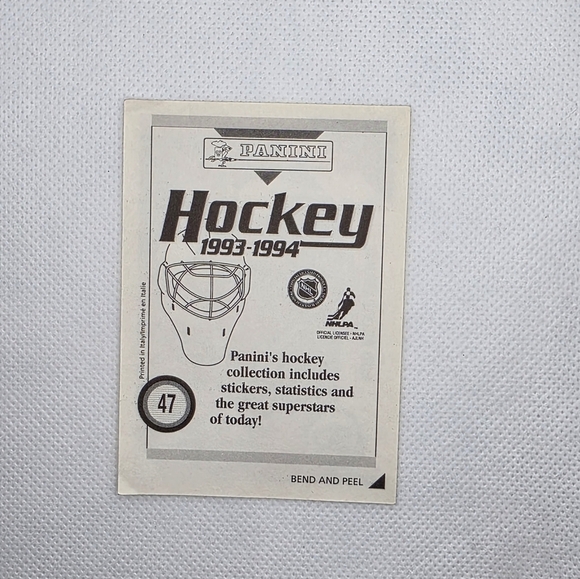 PANINI
Hockey
1993-1994
NHL
NHLPA
OFFICIAL LICENSEE - NHLPA
LICENCIÉ OFFICIEL - AJLNH
Printed in Italy/Imprimé en Italie
Panini's hockey
collection includes
stickers, statistics and
the great superstars
of today!
47
BEND AND PEEL